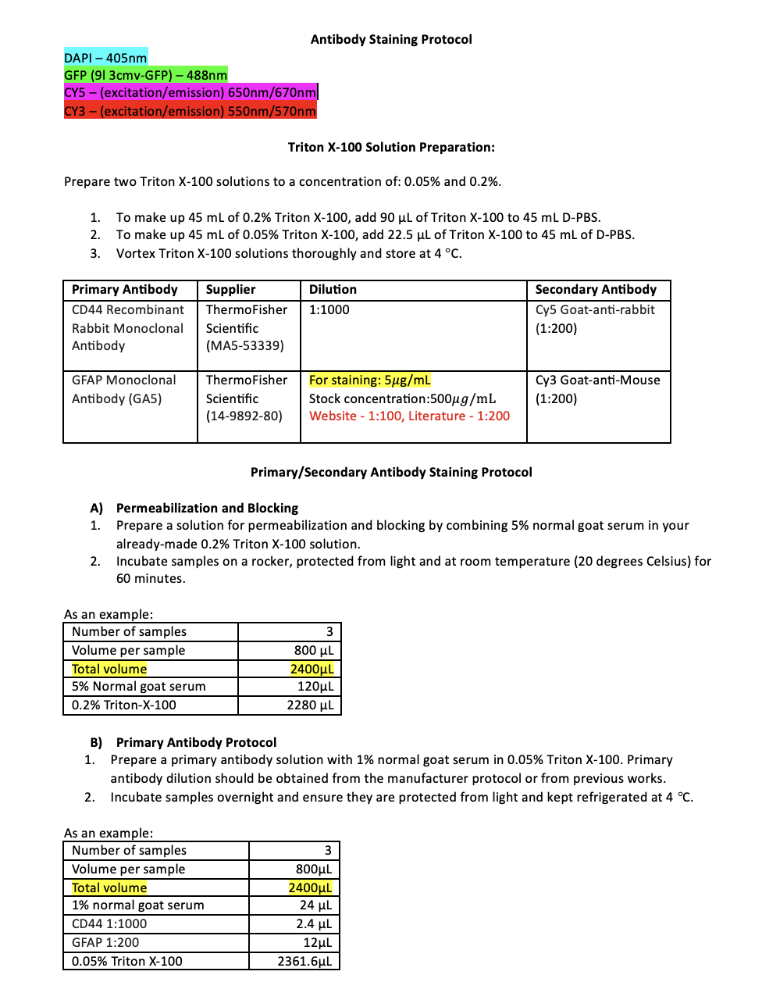 Antibody Staining Protocol
DAPI – 405nm
GFP (9l 3cmv-GFP) – 488nm
CY5 – (excitation/emission) 650nm/670nm
CY3 – (excitation/emission) 550nm/570nm
Triton X-100 Solution Preparation:
Prepare two Triton X-100 solutions to a concentration of: 0.05% and 0.2%.
1. To make up 45 mL of 0.2% Triton X-100, add 90 µL of Triton X-100 to 45 mL D-PBS.
2. To make up 45 mL of 0.05% Triton X-100, add 22.5 µL of Triton X-100 to 45 mL of D-PBS.
3. Vortex Triton X-100 solutions thoroughly and store at 4 °C.
Primary Antibody Supplier Dilution Secondary Antibody
CD44 Recombinant ThermoFisher 1:1000 Cy5 Goat-anti-rabbit
Rabbit Monoclonal Scientific (1:200)
Antibody (MA5-53339)
GFAP Monoclonal ThermoFisher For staining: 5µg/mL Cy3 Goat-anti-Mouse
Antibody (GA5) Scientific Stock concentration:500µg/mL (1:200)
(14-9892-80) Website - 1:100, Literature - 1:200
Primary/Secondary Antibody Staining Protocol
A) Permeabilization and Blocking
1. Prepare a solution for permeabilization and blocking by combining 5% normal goat serum in your
already-made 0.2% Triton X-100 solution.
2. Incubate samples on a rocker, protected from light and at room temperature (20 degrees Celsius) for
60 minutes.
As an example:
Number of samples 3
Volume per sample 800 µL
Total volume 2400µL
5% Normal goat serum 120µL
0.2% Triton-X-100 2280 µL
B) Primary Antibody Protocol
1. Prepare a primary antibody solution with 1% normal goat serum in 0.05% Triton X-100. Primary
antibody dilution should be obtained from the manufacturer protocol or from previous works.
2. Incubate samples overnight and ensure they are protected from light and kept refrigerated at 4 °C.
As an example:
Number of samples 3
Volume per sample 800µL
Total volume 2400µL
1% normal goat serum 24 µL
CD44 1:1000 2.4 µL
GFAP 1:200 12µL
0.05% Triton X-100 2361.6µL